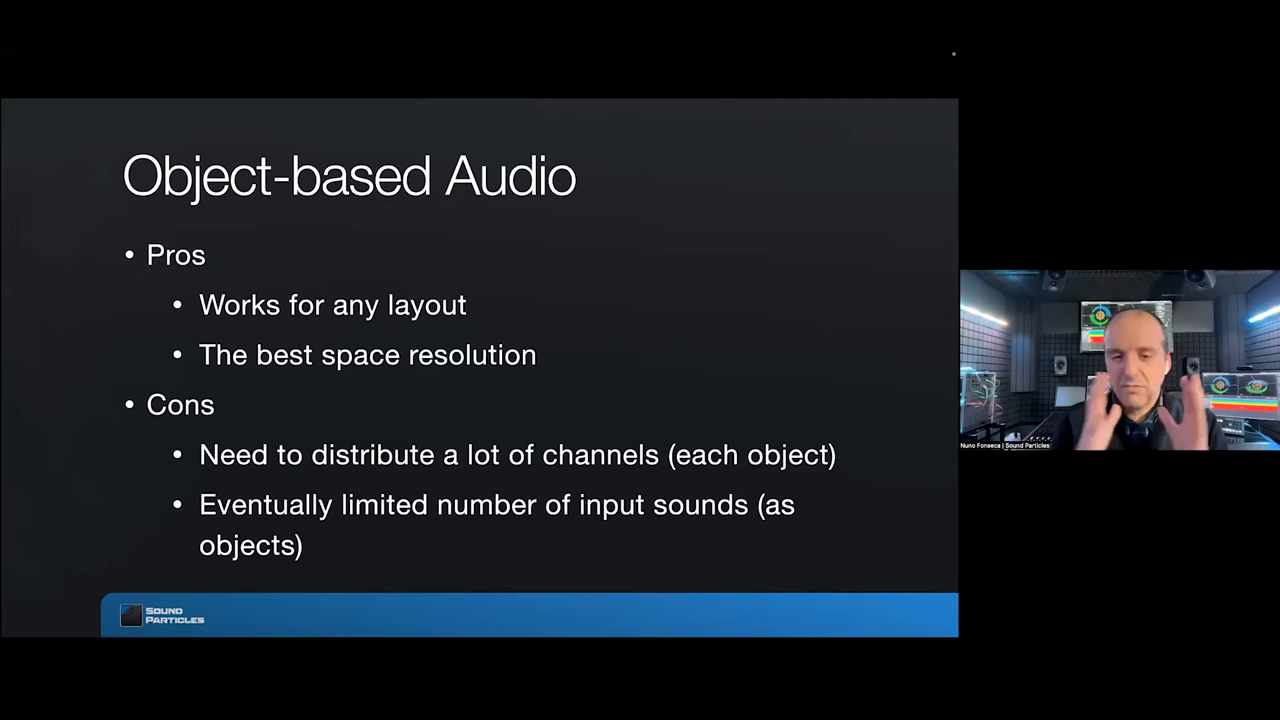 Object-based Audio
• Pros
• Works for any layout
• The best space resolution
• Cons
• Need to distribute a lot of channels (each object)
• Eventually limited number of input sounds (as
objects)
SOUND
PARTICLES
Nuno Fonseca | Sound Particles